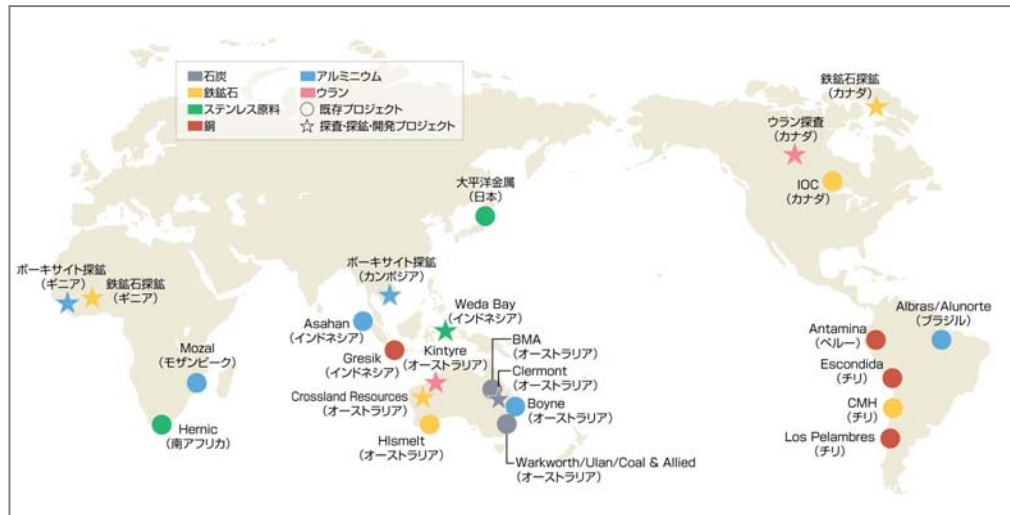 石炭
アルミニウム
鉄鉱石
ウラン
ステンレス原料
既存プロジェクト
銅
探査・探鉱・開発プロジェクト
鉄鉱石探鉱
（カナダ）
ウラン探査
（カナダ）
IOC
（カナダ）
大平洋金属
（日本）
ボーキサイト探鉱
（ギニア）
鉄鉱石探鉱
（ギニア）
ボーキサイト探鉱
（カンボジア）
Weda Bay
（インドネシア）
Asahan
（インドネシア）
Mozal
（モザンビーク）
Gresik
（インドネシア）
Kintyre
（オーストラリア）
BMA
（オーストラリア）
Clermont
（オーストラリア）
Crossland Resources
（オーストラリア）
Boyne
（オーストラリア）
Hernic
（南アフリカ）
HIsmelt
（オーストラリア）
Warkworth/Ulan/Coal & Allied
（オーストラリア）
Antamina
（ペルー）
Albras/Alunorte
（ブラジル）
Escondida
（チリ）
CMH
（チリ）
Los Pelambres
（チリ）